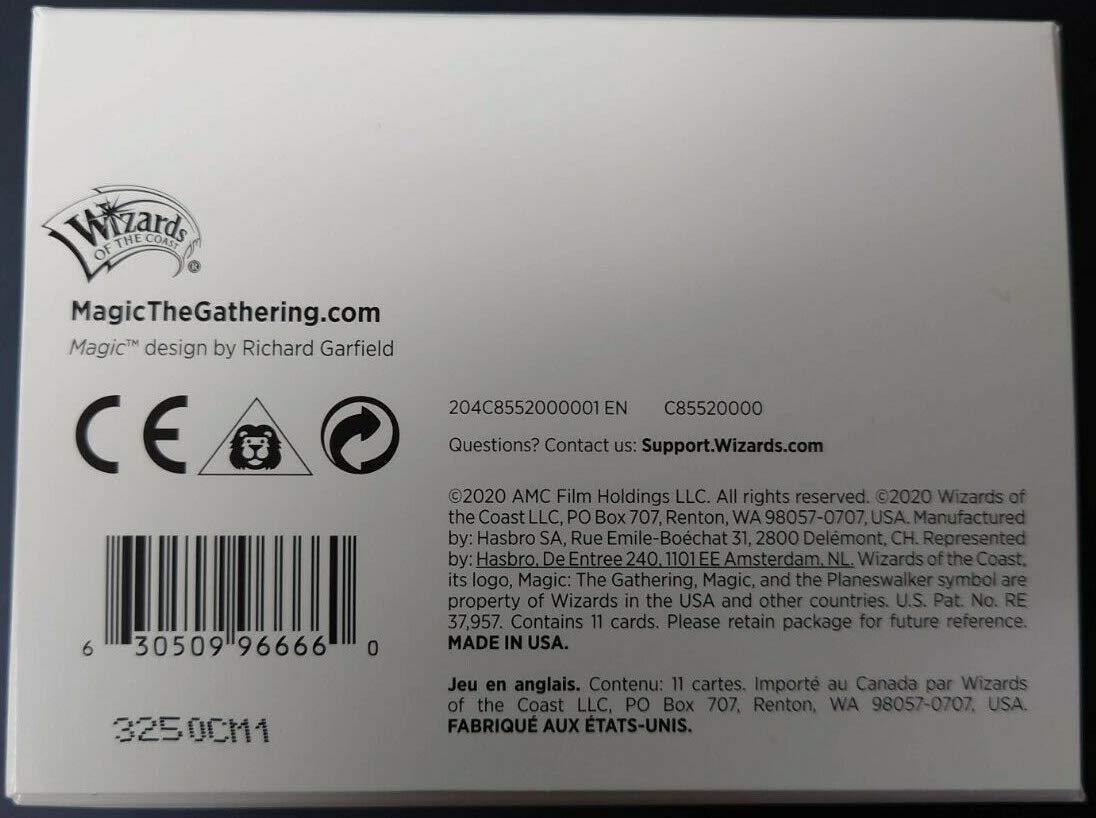 Wizards
OF THE COAST
®
MagicTheGathering.com
Magic™ design by Richard Garfield
CE
204C8552000001 EN C85520000
Questions? Contact us: Support.Wizards.com
©2020 AMC Film Holdings LLC. All rights reserved. ©2020 Wizards of
the Coast LLC, PO Box 707, Renton, WA 98057-0707, USA. Manufactured
by: Hasbro SA, Rue Emile-Boéchat 31, 2800 Delémont, CH. Represented
by: Hasbro, De Entree 240, 1101 EE Amsterdam, NL. Wizards of the Coast,
its logo, Magic: The Gathering, Magic, and the Planeswalker symbol are
property of Wizards in the USA and other countries. U.S. Pat. No. RE
37,957. Contains 11 cards. Please retain package for future reference.
MADE IN USA.
Jeu en anglais. Contenu: 11 cartes. Importé au Canada par Wizards
of the Coast LLC, PO Box 707, Renton, WA 98057-0707, USA.
FABRIQUÉ AUX ÉTATS-UNIS.
6 30509 96666 0
3250CM1